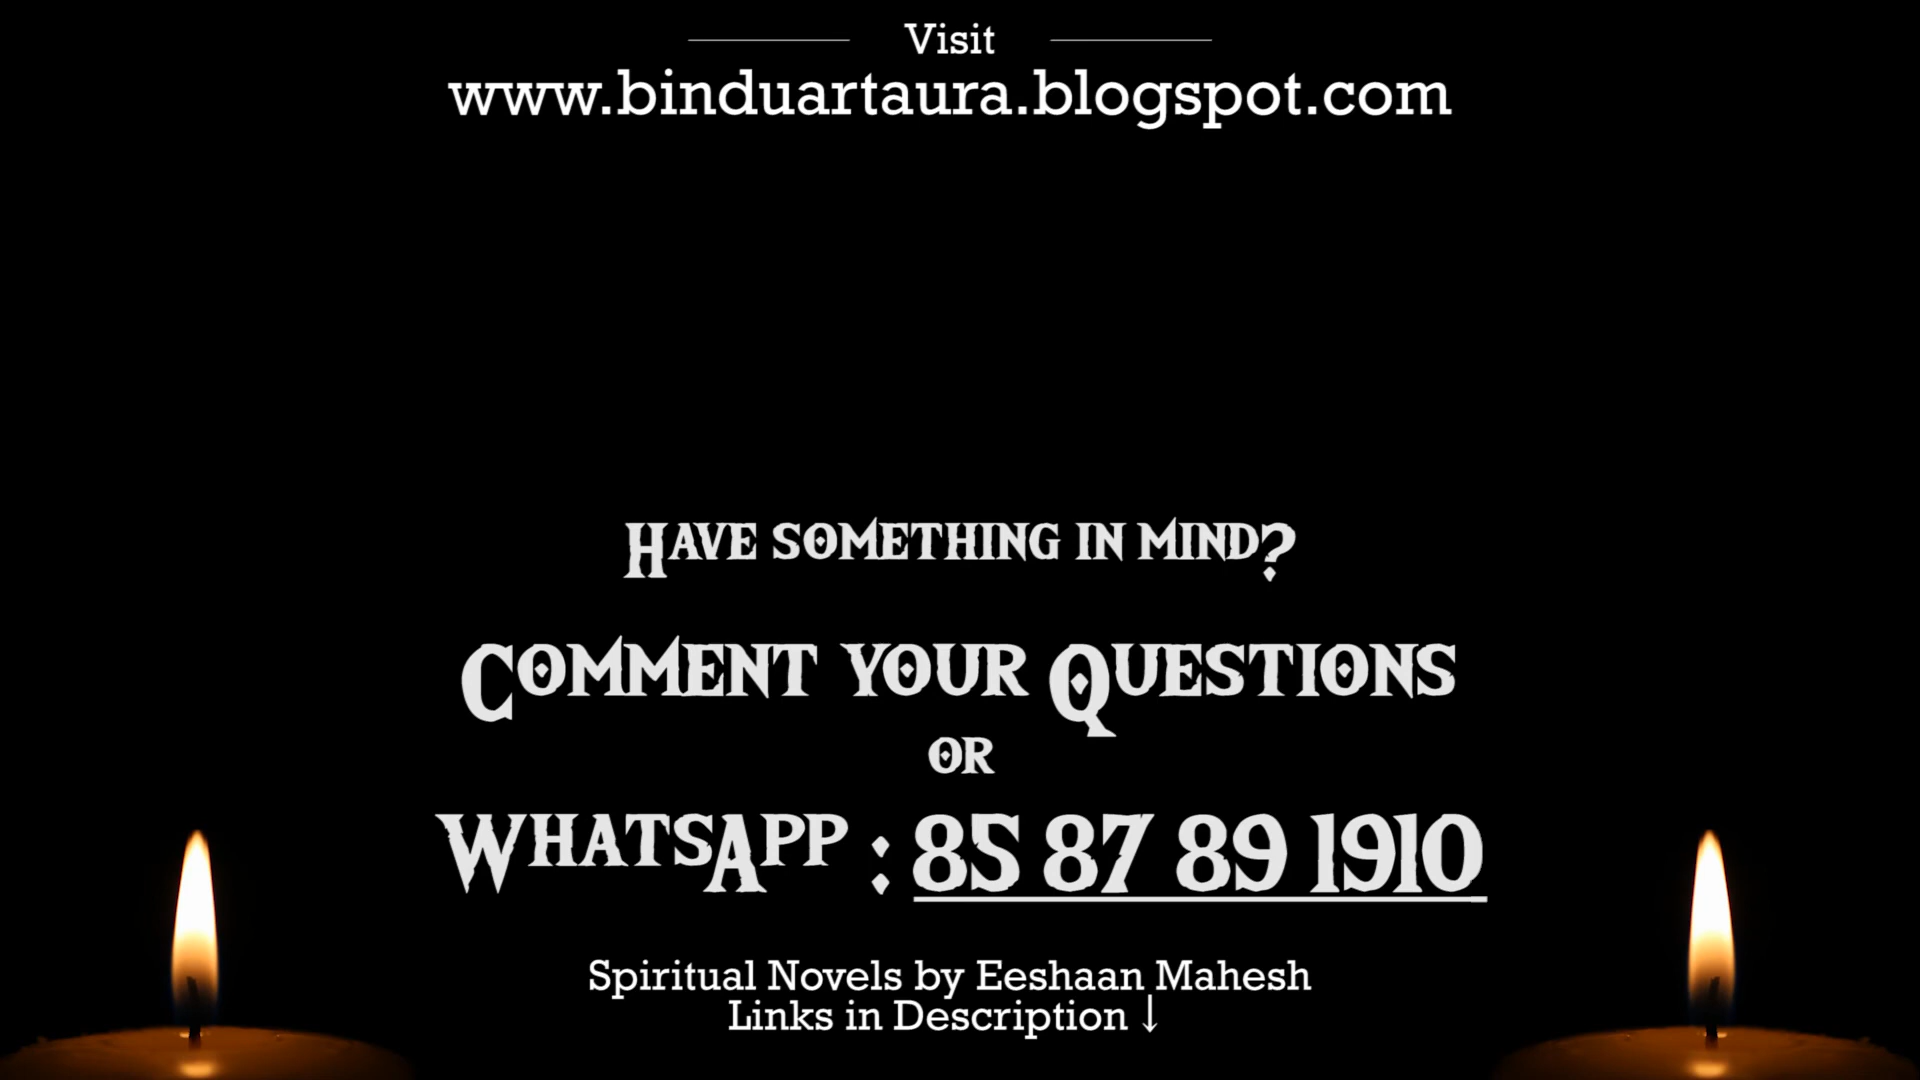 Visit
www.binduartaura.blogspot.com
Have something in mind?
Comment your Questions
or
WhatsApp : 85 87 89 1910
Spiritual Novels by Eeshaan Mahesh
Links in Description ↓